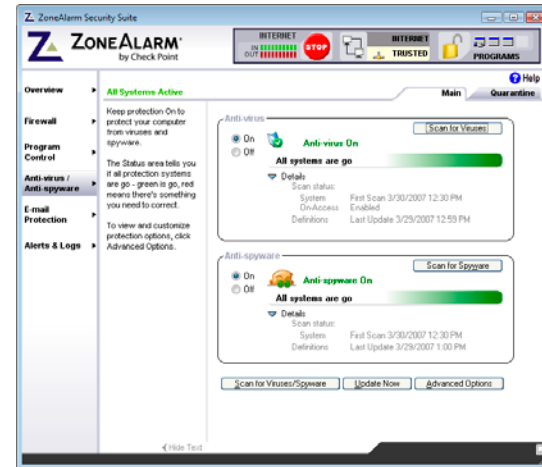 ZoneAlarm Security Suite
ZONEALARM
by Check Point
INTERNET
IN
OUT
STOP
INTERNET
TRUSTED
PROGRAMS
Help
Overview
All Systems Active
Main
Quarantine
Firewall
Program
Control
Anti-virus /
Anti-spyware
E-mail
Protection
Alerts & Logs
Keep protection On to
protect your computer
from viruses and
spyware.
The Status area tells you
if all protection systems
are go - green is go, red
means there's something
you need to correct.
To view and customize
protection options, click
Advanced Options.
Hide Text
Anti-virus
Scan for Viruses
On
Off
Anti-virus On
All systems are go
Details
Scan status:
System First Scan 3/30/2007 12:30 PM
On-Access Enabled
Definitions Last Update 3/29/2007 12:59 PM
Anti-spyware
Scan for Spyware
On
Off
Anti-spyware On
All systems are go
Details
Scan status:
System First Scan 3/30/2007 12:30 PM
Definitions Last Update 3/29/2007 1:00 PM
Scan for Viruses/Spyware
Update Now
Advanced Options